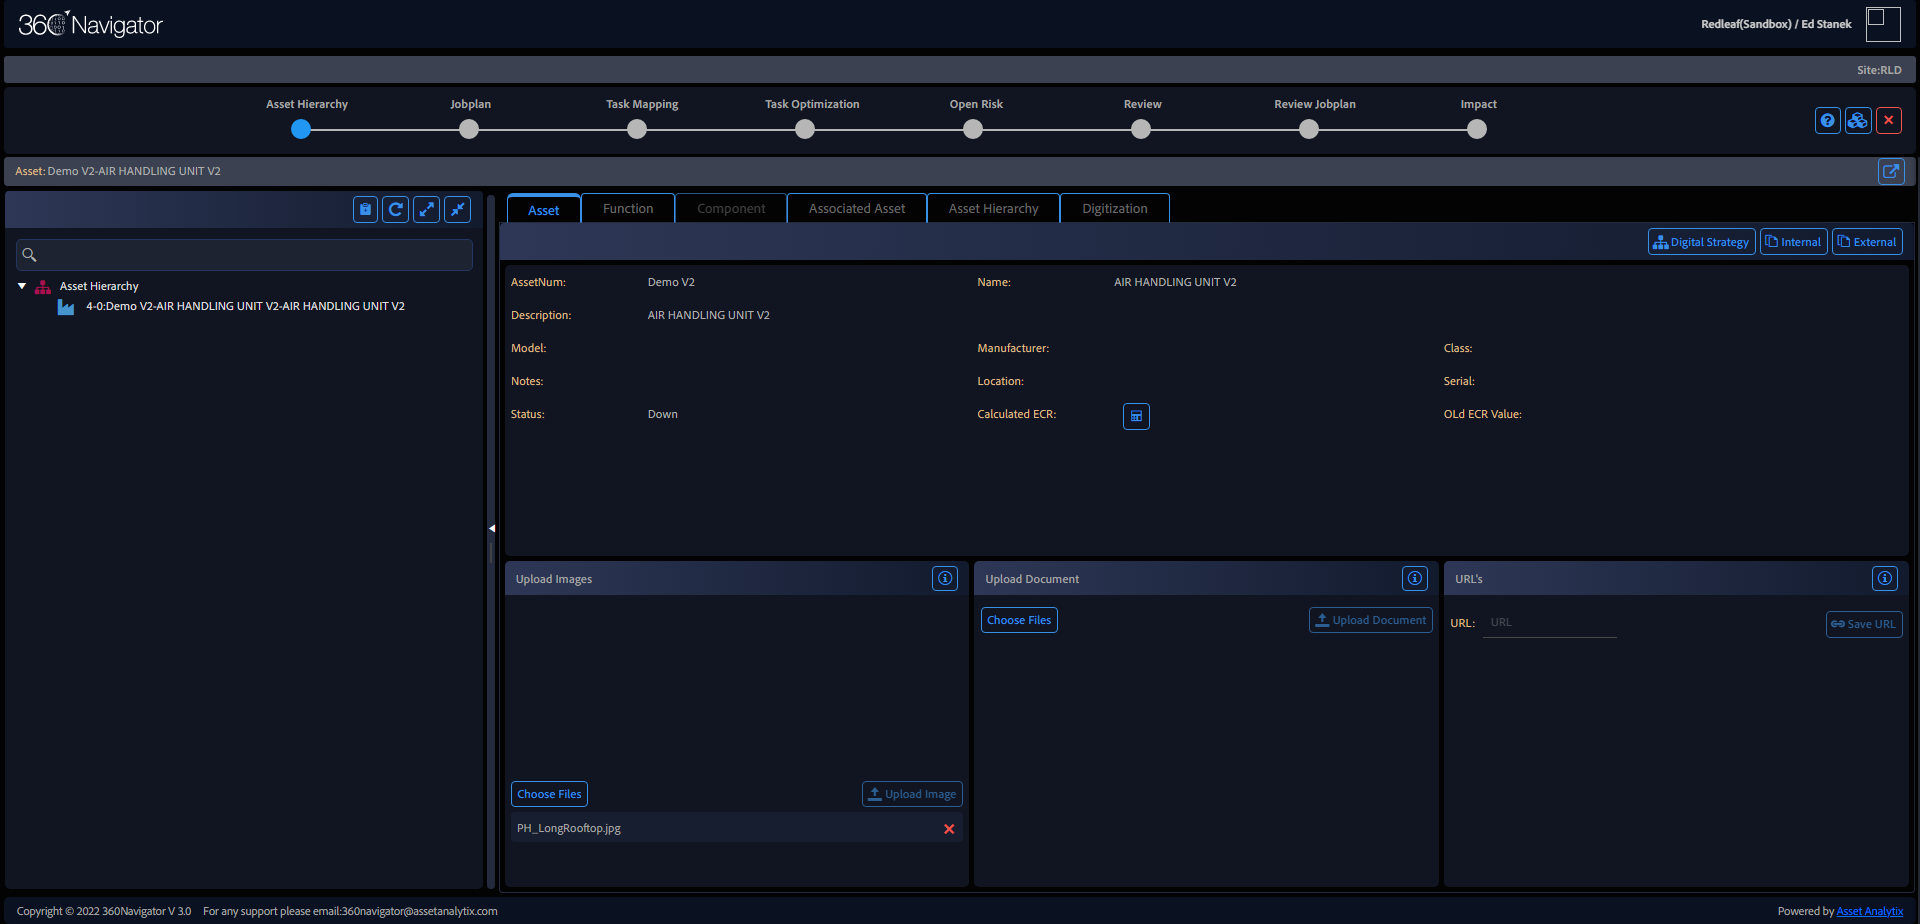 360 Navigator
Redleaf(Sandbox) / Ed Stanek
Site:RLD
Asset Hierarchy
Jobplan
Task Mapping
Task Optimization
Open Risk
Review
Review Jobplan
Impact
Asset: Demo V2-AIR HANDLING UNIT V2
Asset Hierarchy
4-0:Demo V2-AIR HANDLING UNIT V2-AIR HANDLING UNIT V2
Asset
Function
Component
Associated Asset
Asset Hierarchy
Digitization
Digital Strategy
Internal
External
AssetNum: Demo V2
Name: AIR HANDLING UNIT V2
Description: AIR HANDLING UNIT V2
Model:
Manufacturer:
Class:
Notes:
Location:
Serial:
Status: Down
Calculated ECR:
OLd ECR Value:
Upload Images
Choose Files
Upload Image
PH_LongRooftop.jpg
Upload Document
Choose Files
Upload Document
URL's
URL: URL
Save URL
Copyright © 2022 360Navigator V 3.0 For any support please email:360navigator@assetanalytix.com
Powered by Asset Analytix